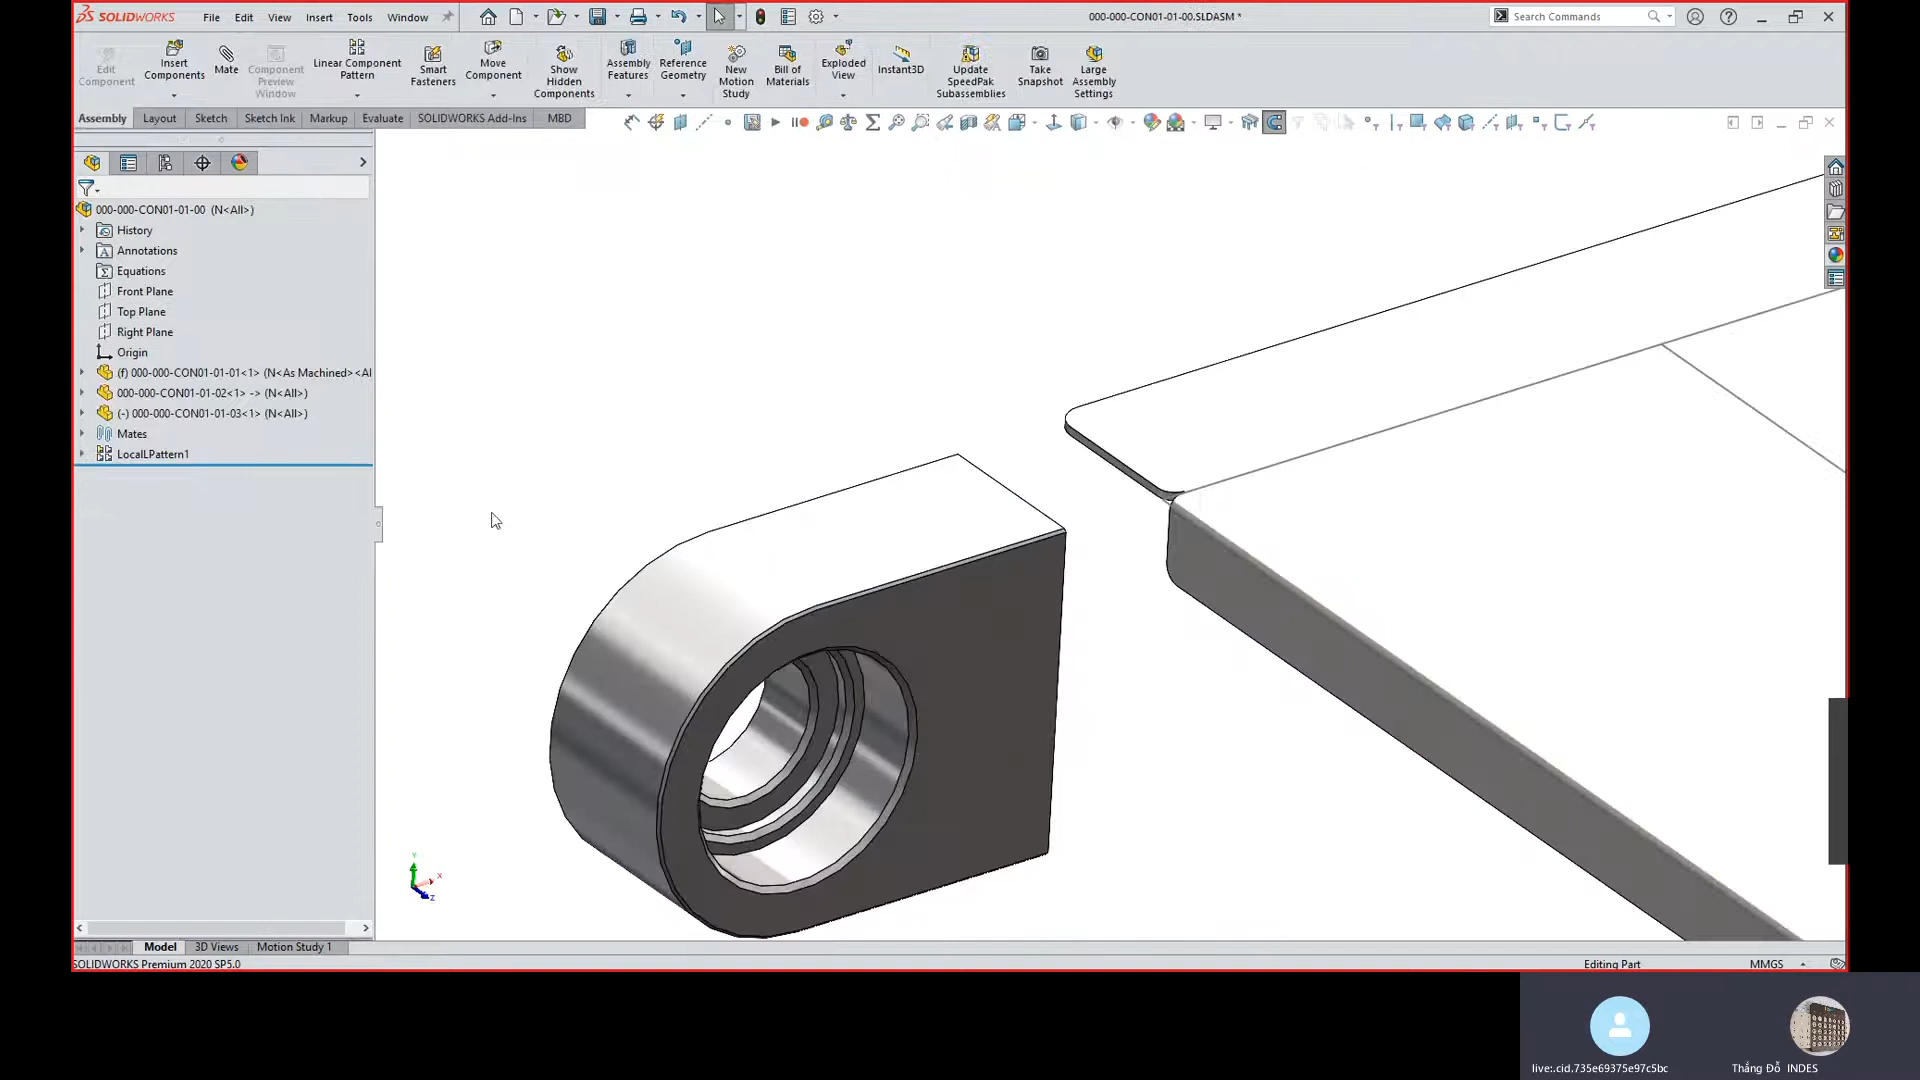 SOLIDWORKS File Edit View Insert Tools Window 000-000-CON01-01-00.SLDASM * Search Commands
Edit Component
Insert Components
Mate
Component Preview Window
Linear Component Pattern
Smart Fasteners
Move Component
Show Hidden Components
Assembly Features
Reference Geometry
New Motion Study
Bill of Materials
Exploded View
Instant3D
Update SpeedPak Subassemblies
Take Snapshot
Large Assembly Settings
Assembly Layout Sketch Sketch Ink Markup Evaluate SOLIDWORKS Add-Ins MBD
000-000-CON01-01-00 (N<All>)
History
Annotations
Equations
Front Plane
Top Plane
Right Plane
Origin
(f) 000-000-CON01-01-01<1> (N<As Machined><Al
000-000-CON01-01-02<1> -> (N<All>)
(-) 000-000-CON01-01-03<1> (N<All>)
Mates
LocalLPattern1
Y
X
Z
Model 3D Views Motion Study 1
SOLIDWORKS Premium 2020 SP5.0 Editing Part MMGS
live:.cid.735e69375e97c5bc Thắng Đỗ INDES